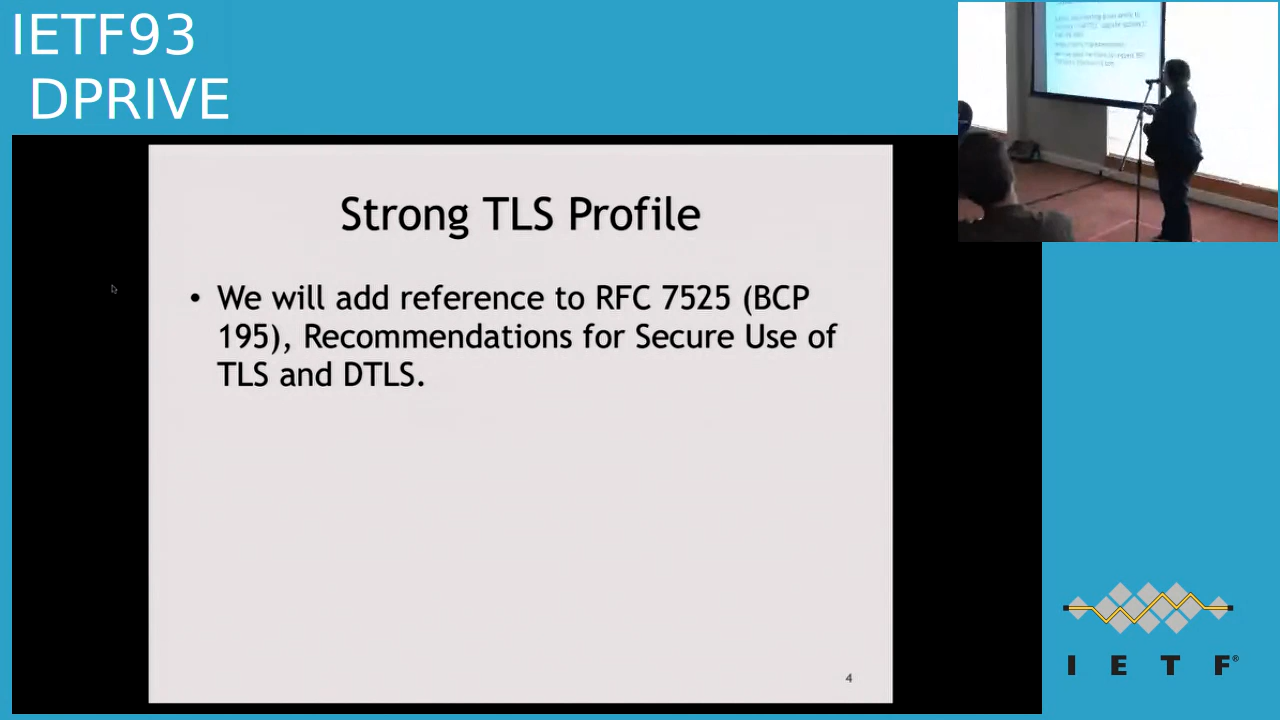 IETF93
DPRIVE
Strong TLS Profile
• We will add reference to RFC 7525 (BCP
195), Recommendations for Secure Use of
TLS and DTLS.
4
I E T F®